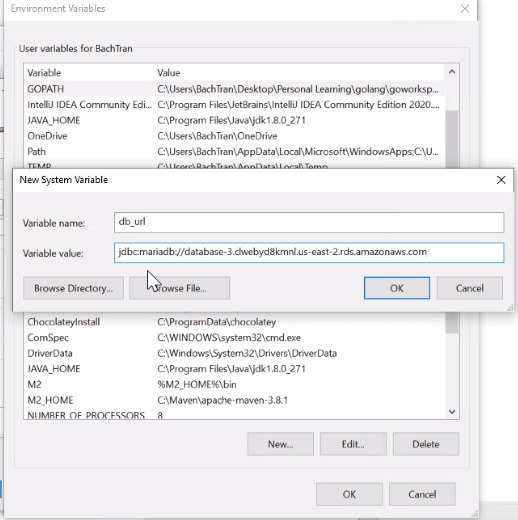 Environment Variables
User variables for BachTran
Variable Value
GOPATH C:\Users\BachTran\Desktop\Personal Learning\golang\goworksp...
IntelliJ IDEA Community Edi... C:\Program Files\JetBrains\IntelliJ IDEA Community Edition 2020....
JAVA_HOME C:\Program Files\Java\jdk1.8.0_271
OneDrive C:\Users\BachTran\OneDrive
Path C:\Users\BachTran\AppData\Local\Microsoft\WindowsApps;C:\U...
TEMP C:\Users\BachTran\AppData\Local\Temp
New System Variable
Variable name: db_url
Variable value: jdbc:mariadb://database-3.clwebyd8kmnl.us-east-2.rds.amazonaws.com
Browse Directory... Browse File... OK Cancel
ChocolateyInstall C:\ProgramData\chocolatey
ComSpec C:\WINDOWS\system32\cmd.exe
DriverData C:\Windows\System32\Drivers\DriverData
JAVA_HOME C:\Program Files\Java\jdk1.8.0_271
M2 %M2_HOME%\bin
M2_HOME C:\Maven\apache-maven-3.8.1
NUMBER_OF_PROCESSORS 8
New... Edit... Delete
OK Cancel